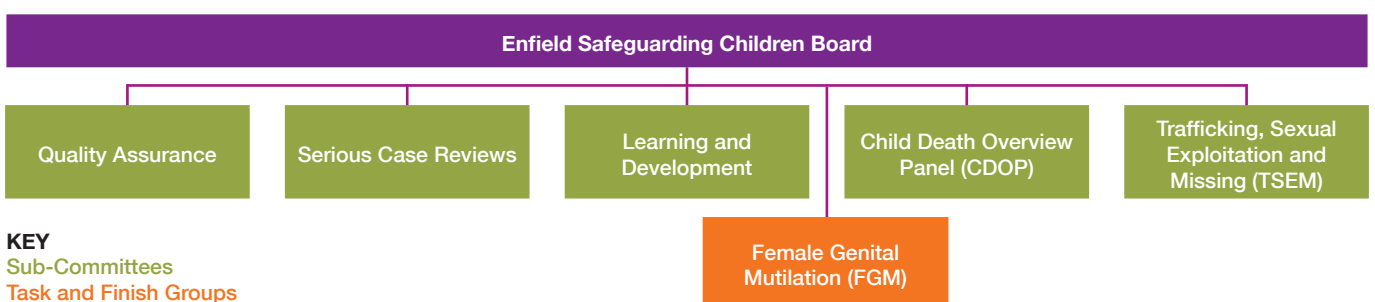 Enfield Safeguarding Children Board
Quality Assurance
Serious Case Reviews
Learning and
Development
Child Death Overview
Panel (CDOP)
Trafficking, Sexual
Exploitation and
Missing (TSEM)
Female Genital
Mutilation (FGM)
KEY
Sub-Committees
Task and Finish Groups